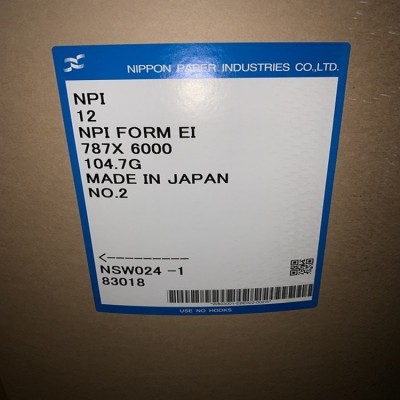 NIPPON PAPER INDUSTRIES CO.,LTD.
NPI
12
NPI FORM EI
787X 6000
104.7G
MADE IN JAPAN
NO.2
<---------
NSW024 -1
83018
USE NO HOOKS